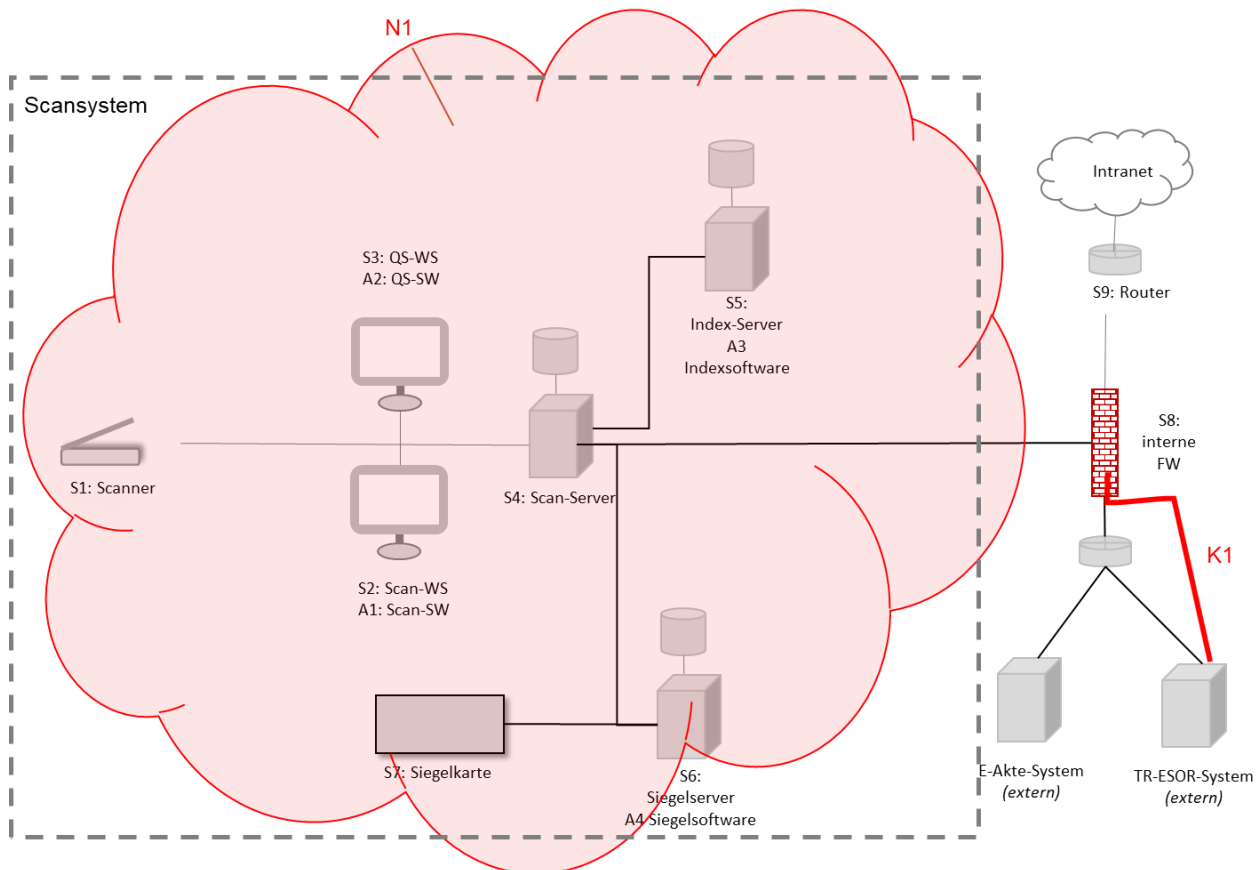 N1
Scansystem
Intranet
S9: Router
S3: QS-WS
A2: QS-SW
S5:
Index-Server
A3
Indexsoftware
S8:
interne
FW
S1: Scanner
S4: Scan-Server
K1
S2: Scan-WS
A1: Scan-SW
S7: Siegelkarte
S6:
Siegelserver
A4 Siegelsoftware
E-Akte-System
(extern)
TR-ESOR-System
(extern)